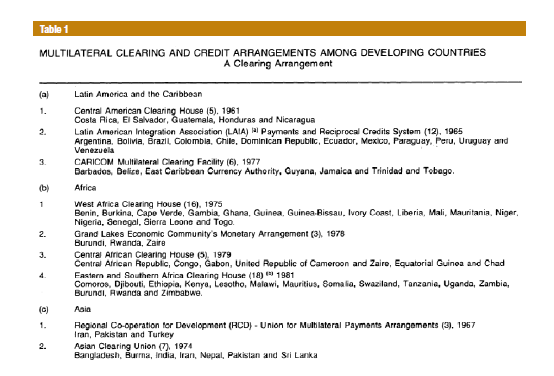 Table 1
MULTILATERAL CLEARING AND CREDIT ARRANGEMENTS AMONG DEVELOPING COUNTRIES
A Clearing Arrangement
(a) Latin America and the Caribbean
1. Central American Clearing House (5), 1961
Costa Rica, El Salvador, Guatemala, Honduras and Nicaragua
2. Latin American Integration Association (LAIA) (a) Payments and Reciprocal Credits System (12), 1965
Argentina, Bolivia, Brazil, Colombia, Chile, Dominican Republic, Ecuador, Mexico, Paraguay, Peru, Uruguay and
Venezuela
3. CARICOM Multilateral Clearing Facility (6), 1977
Barbados, Belize, East Caribbean Currency Authority, Guyana, Jamaica and Trinidad and Tobago.
(b) Africa
1 West Africa Clearing House (16), 1975
Benin, Burkina, Cape Verde, Gambia, Ghana, Guinea, Guinea-Bissau, Ivory Coast, Liberia, Mali, Mauritania, Niger,
Nigeria, Senegal, Sierra Leone and Togo.
2. Grand Lakes Economic Community's Monetary Arrangement (3), 1978
Burundi, Rwanda, Zaire
3. Central African Clearing House (5), 1979
Central African Republic, Congo, Gabon, United Republic of Cameroon and Zaire, Equatorial Guinea and Chad
4. Eastern and Southern Africa Clearing House (18) 1981
Comoros, Djibouti, Ethiopia, Kenya, Lesotho, Malawi, Mauritius, Somalia, Swaziland, Tanzania, Uganda, Zambia,
Burundi, Rwanda and Zimbabwe.
(c) Asia
1. Regional Co-operation for Development (RCD) - Union for Multilateral Payments Arrangements (3), 1967
Iran, Pakistan and Turkey
2. Asian Clearing Union (7), 1974
Bangladesh, Burma, India, Iran, Nepal, Pakistan and Sri Lanka